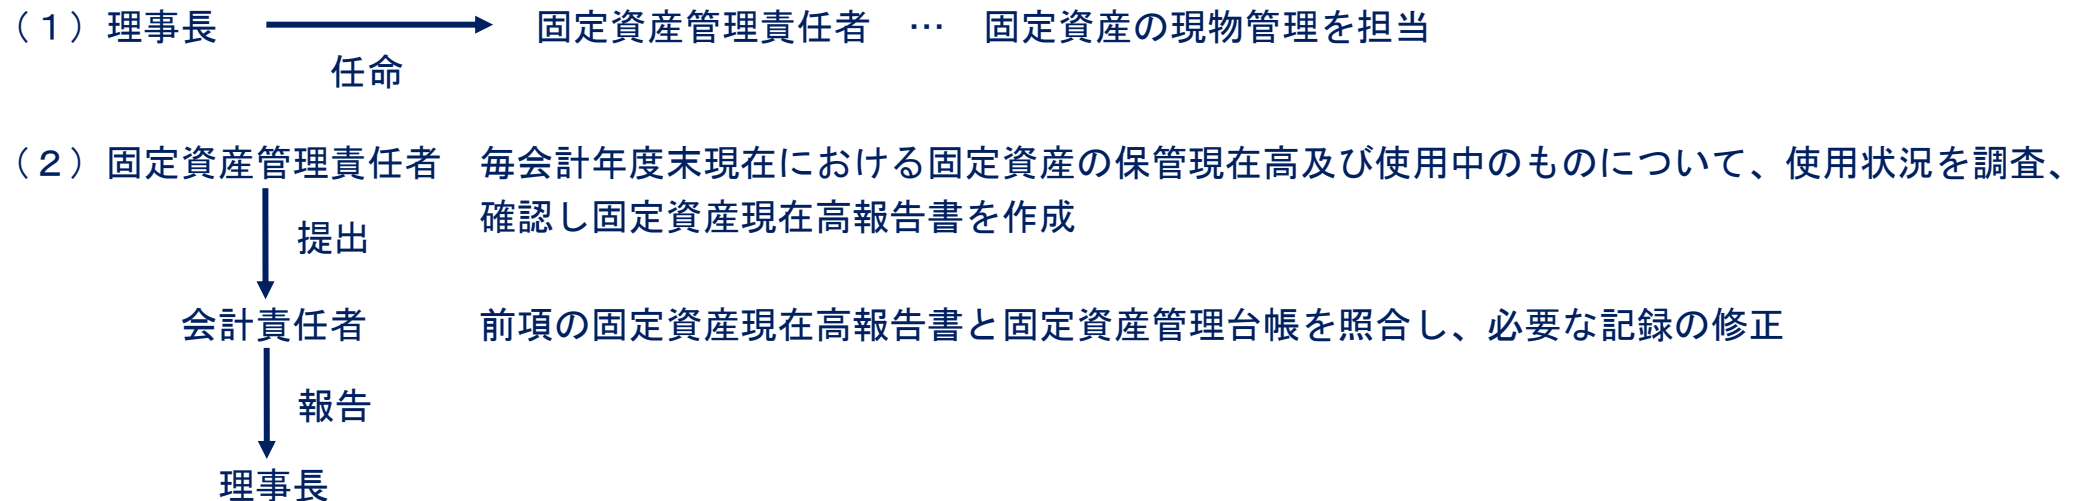 （１）理事長　固定資産管理責任者　…　固定資産の現物管理を担当
任命
（２）固定資産管理責任者　毎会計年度末現在における固定資産の保管現在高及び使用中のものについて、使用状況を調査、
確認し固定資産現在高報告書を作成
提出
会計責任者　前項の固定資産現在高報告書と固定資産管理台帳を照合し、必要な記録の修正
報告
理事長